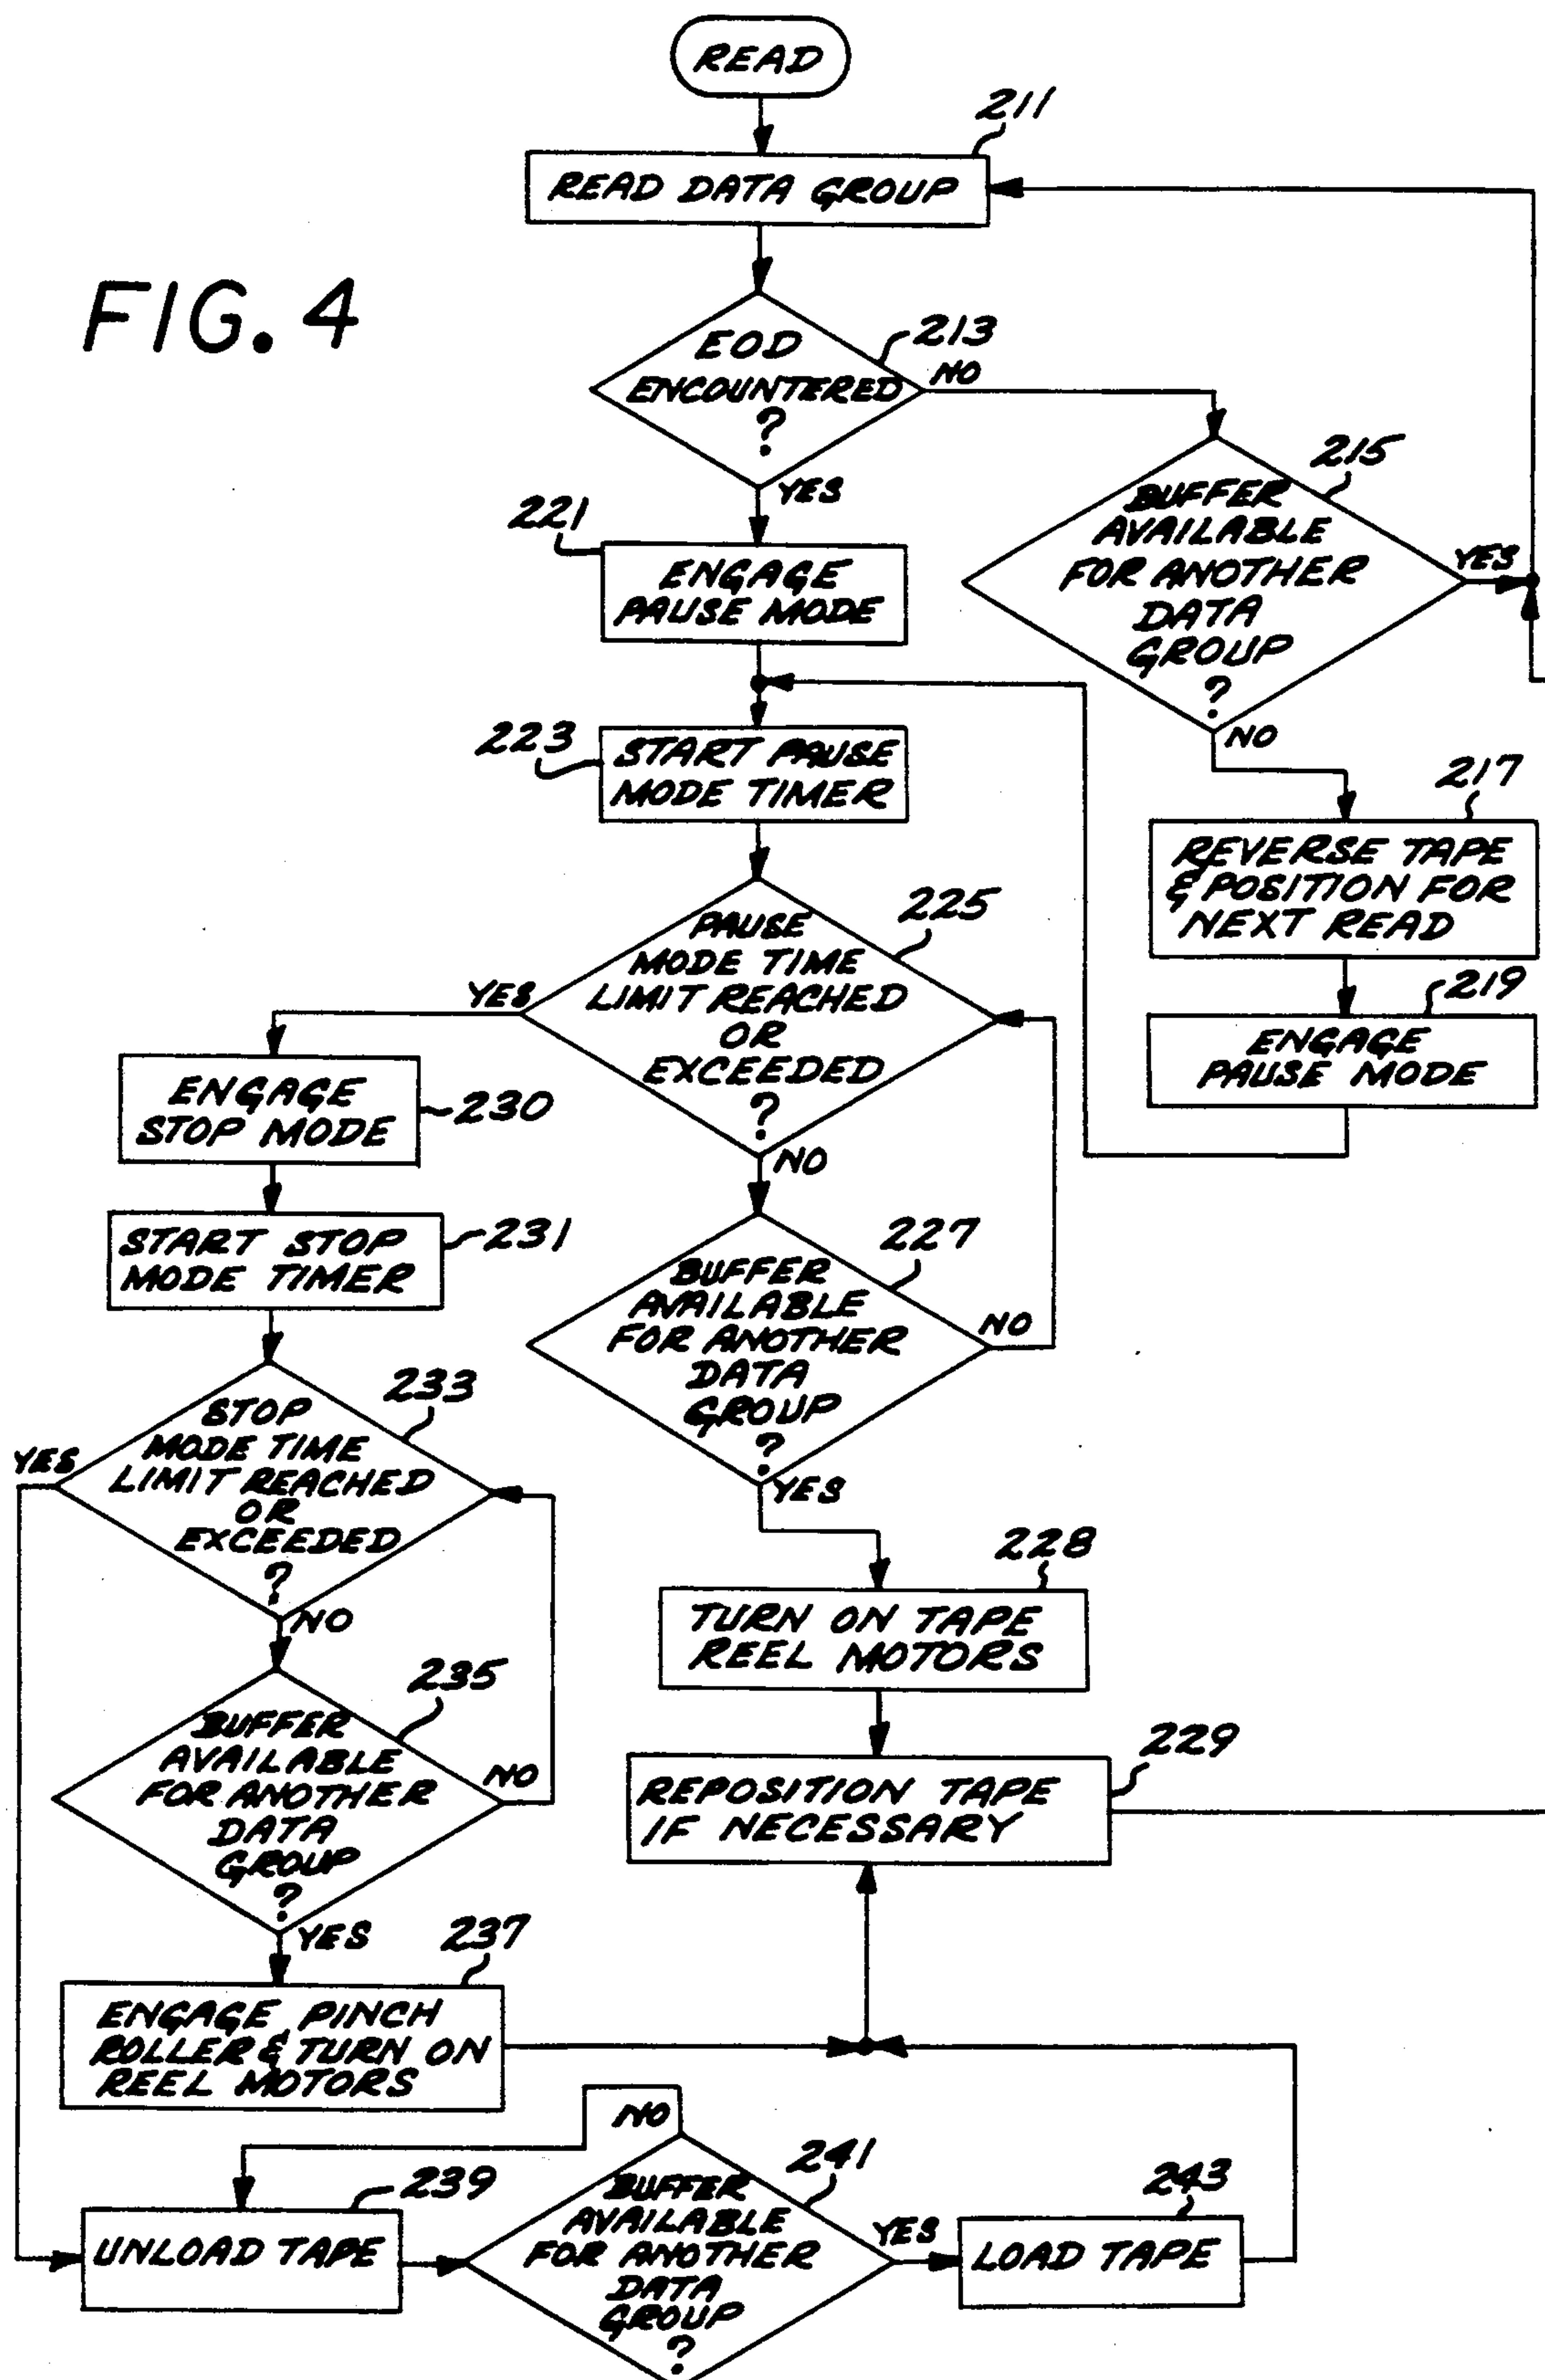 READ
211
READ DATA GROUP
FIG. 4
213
EOD
ENCOUNTERED
?
NO
YES
215
BUFFER
AVAILABLE
FOR ANOTHER
DATA
GROUP
?
YES
NO
221
ENGAGE
PAUSE MODE
223
START PAUSE
MODE TIMER
217
REVERSE TAPE
& POSITION FOR
NEXT READ
219
ENGAGE
PAUSE MODE
225
PAUSE
MODE TIME
LIMIT REACHED
OR
EXCEEDED
?
YES
NO
ENGAGE
STOP MODE
230
START STOP
MODE TIMER
231
227
BUFFER
AVAILABLE
FOR ANOTHER
DATA
GROUP
?
NO
YES
233
STOP
MODE TIME
LIMIT REACHED
OR
EXCEEDED
?
YES
NO
228
TURN ON TAPE
REEL MOTORS
235
BUFFER
AVAILABLE
FOR ANOTHER
DATA
GROUP
?
NO
YES
229
REPOSITION TAPE
IF NECESSARY
237
ENGAGE PINCH
ROLLER & TURN ON
REEL MOTORS
239
UNLOAD TAPE
NO
241
BUFFER
AVAILABLE
FOR ANOTHER
DATA
GROUP
?
YES
243
LOAD TAPE